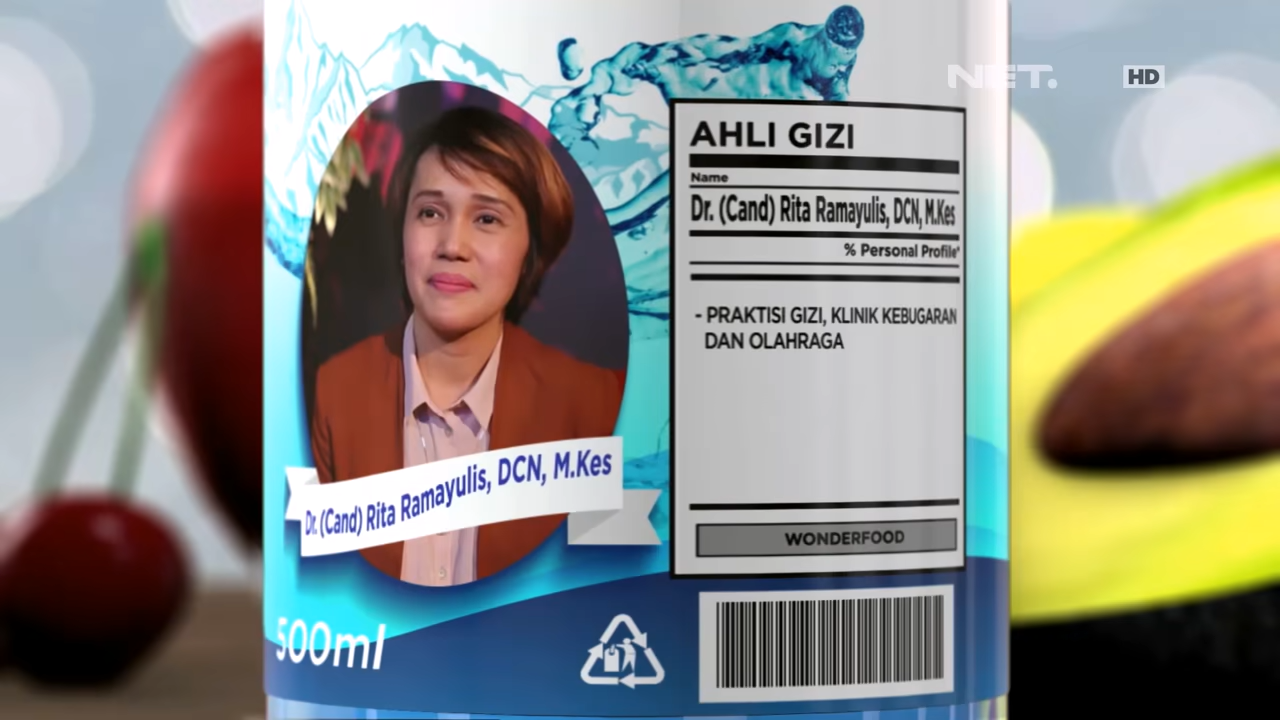 NET. HD
AHLI GIZI
Name
Dr. (Cand) Rita Ramayulis, DCN, M.Kes
% Personal Profile*
- PRAKTISI GIZI, KLINIK KEBUGARAN
DAN OLAHRAGA
WONDERFOOD
Dr. (Cand) Rita Ramayulis, DCN, M.Kes
500ml